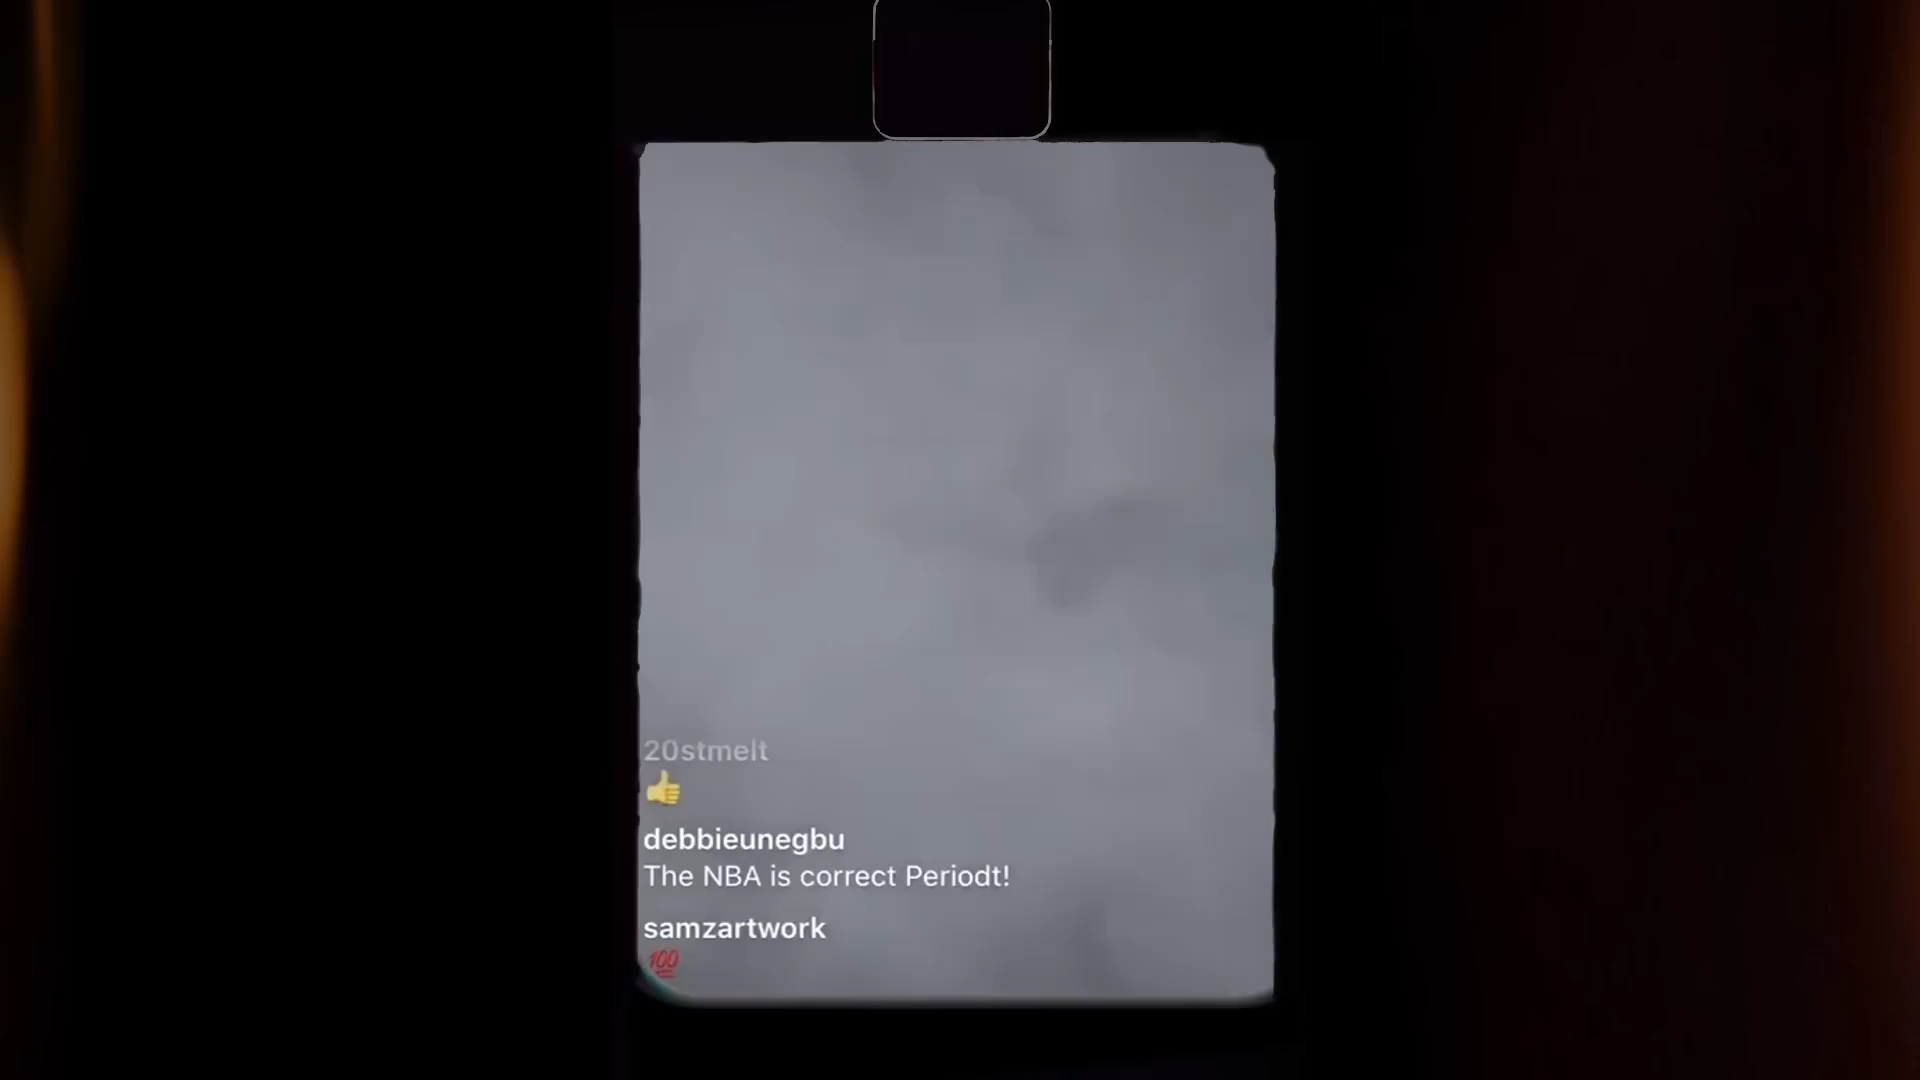 20stmelt
👍
debbieunegbu
The NBA is correct Periodt!
samzartwork
💯